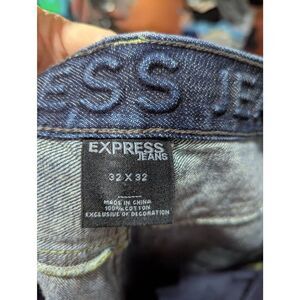 ESS JE
EXPRESS
JEANS
32 X 32
MADE IN CHINA
100% COTTON
EXCLUSIVE OF DECORATION